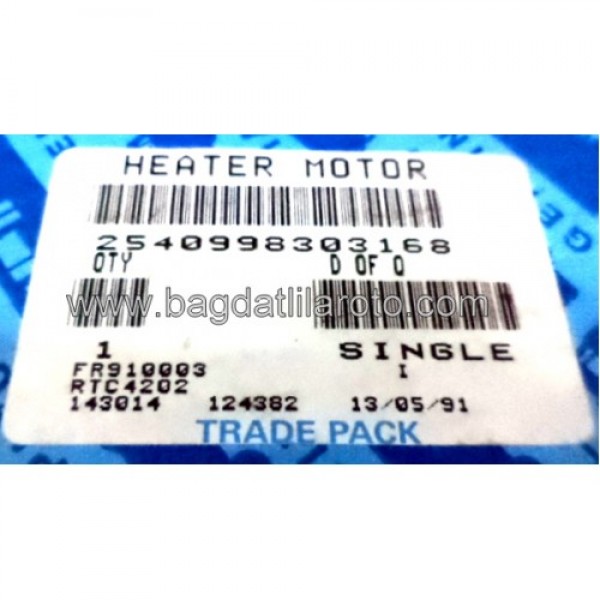 HEATER MOTOR
2540998303168
QTY D OF Q
www.bagdatlilaroto.com
1 SINGLE
FR910003 I
RTC4202
143014 124382 13/05/91
TRADE PACK
GE